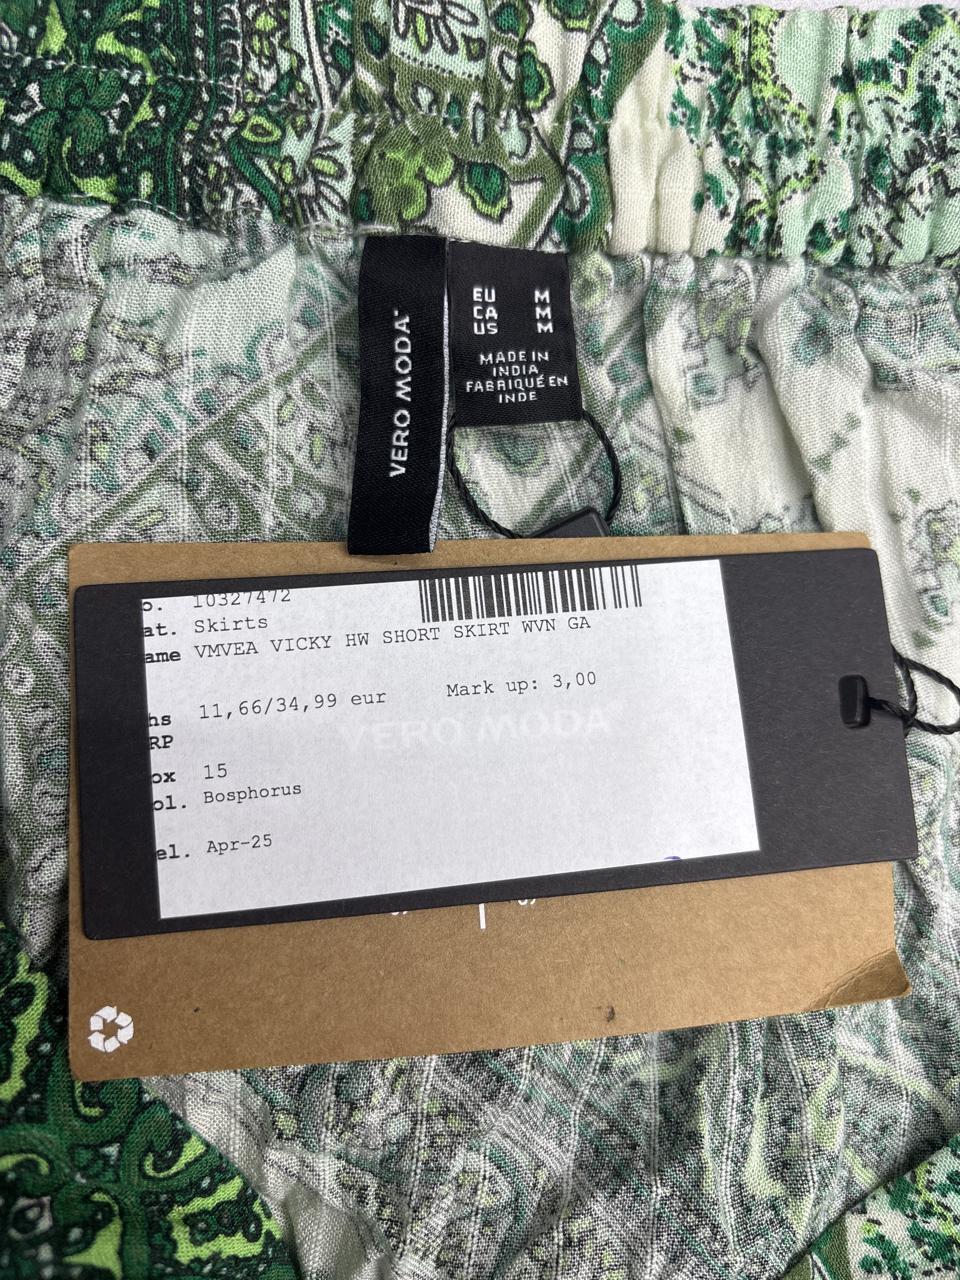 VERO MODA
EU M
CA M
US M
MADE IN
INDIA
FABRIQUÉ EN
INDE
o. 10327472
at. Skirts
ame VMVEA VICKY HW SHORT SKIRT WVN GA
hs 11,66/34,99 eur Mark up: 3,00
RP
VERO MODA
ox 15
ol. Bosphorus
el. Apr-25